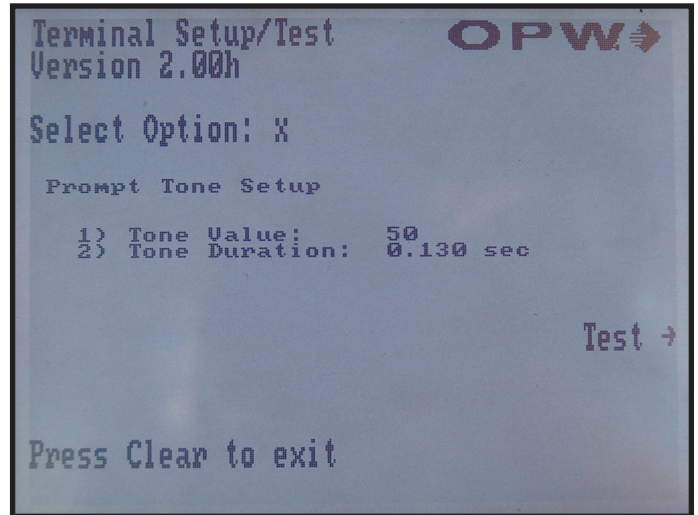 Terminal Setup/Test OPW
Version 2.00h
Select Option: X
Prompt Tone Setup
1) Tone Value: 50
2) Tone Duration: 0.130 sec
Test →
Press Clear to exit